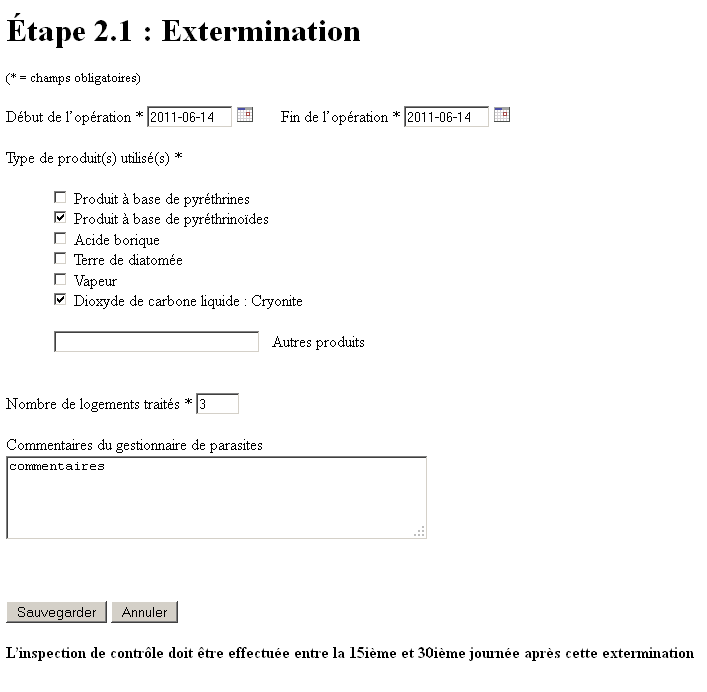 Étape 2.1 : Extermination
(* = champs obligatoires)
Début de l'opération * 2011-06-14 Fin de l'opération * 2011-06-14
Type de produit(s) utilisé(s) *
Produit à base de pyréthrines
Produit à base de pyréthrinoïdes
Acide borique
Terre de diatomée
Vapeur
Dioxyde de carbone liquide : Cryonite
Autres produits
Nombre de logements traités * 3
Commentaires du gestionnaire de parasites
commentaires
Sauvegarder Annuler
L'inspection de contrôle doit être effectuée entre la 15ième et 30ième journée après cette extermination